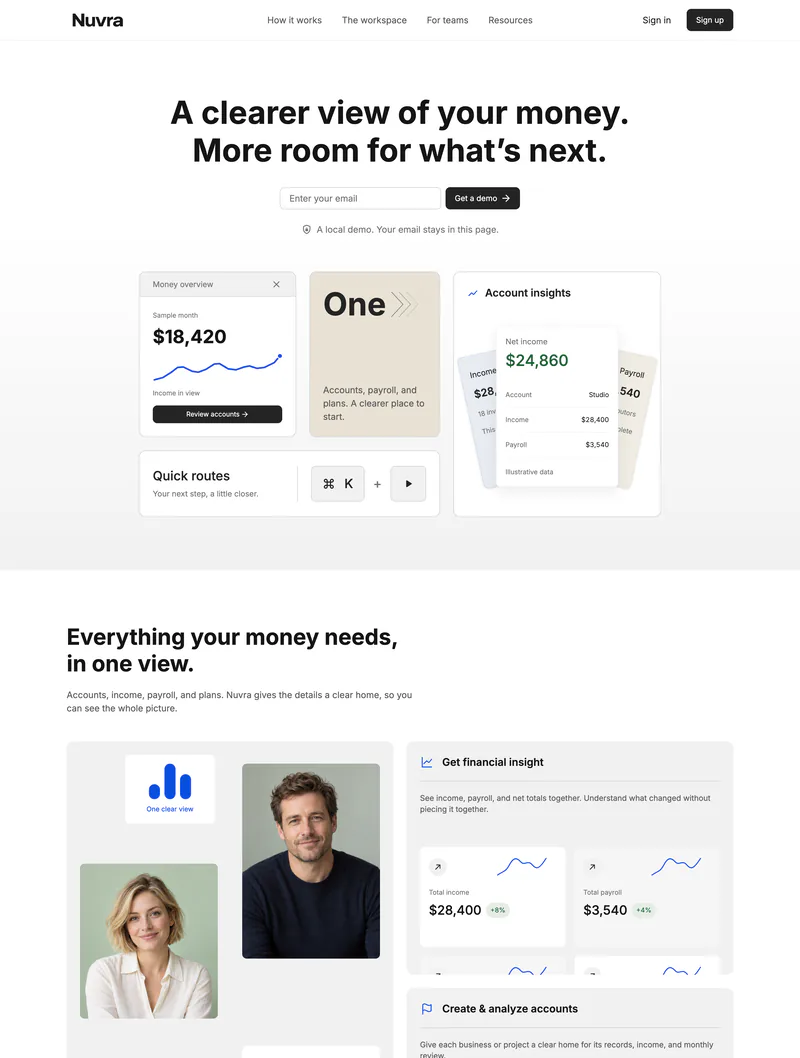 Nuvra
How it works
The workspace
For teams
Resources
Sign in
Sign up
A clearer view of your money.
More room for what’s next.
Enter your email
Get a demo →
A local demo. Your email stays in this page.
Money overview
Sample month
$18,420
Income in view
Review accounts →
One
Accounts, payroll, and
plans. A clearer place to
start.
Quick routes
Your next step, a little closer.
⌘ K
+
Account insights
Income
$28,
18 inv
This
Net income
$24,860
Account Studio
Income $28,400
Payroll $3,540
Illustrative data
Payroll
540
Everything your money needs,
in one view.
Accounts, income, payroll, and plans. Nuvra gives the details a clear home, so you
can see the whole picture.
One clear view
Get financial insight
See income, payroll, and net totals together. Understand what changed without
piecing it together.
Total income
$28,400 +8%
Total payroll
$3,540 +4%
Create & analyze accounts
Give each business or project a clear home for its records, income, and monthly
review.